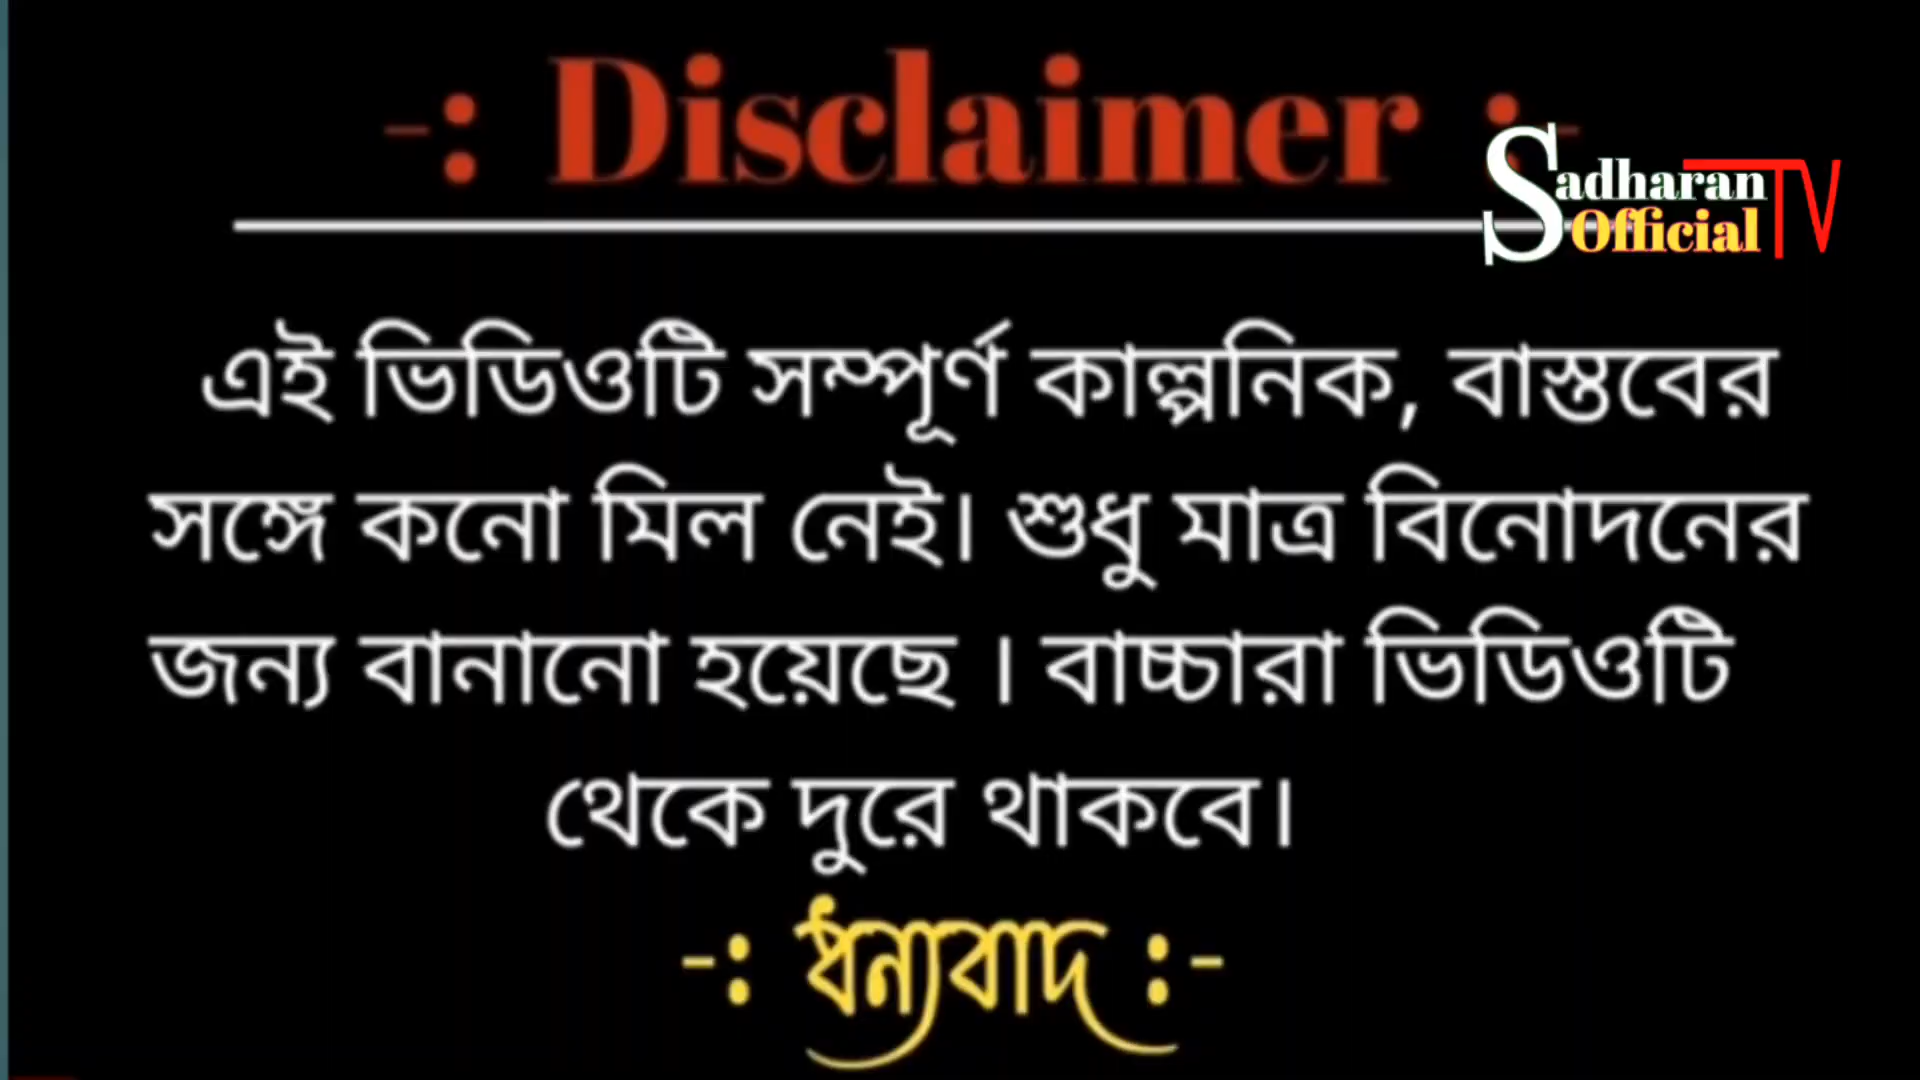 -: Disclaimer :-
Sadharan TV
Official
এই ভিডিওটি সম্পূর্ণ কাল্পনিক, বাস্তবের
সঙ্গে কনো মিল নেই। শুধু মাত্র বিনোদনের
জন্য বানানো হয়েছে । বাচ্চারা ভিডিওটি
থেকে দুরে থাকবে।
-: ধন্যবাদ :-